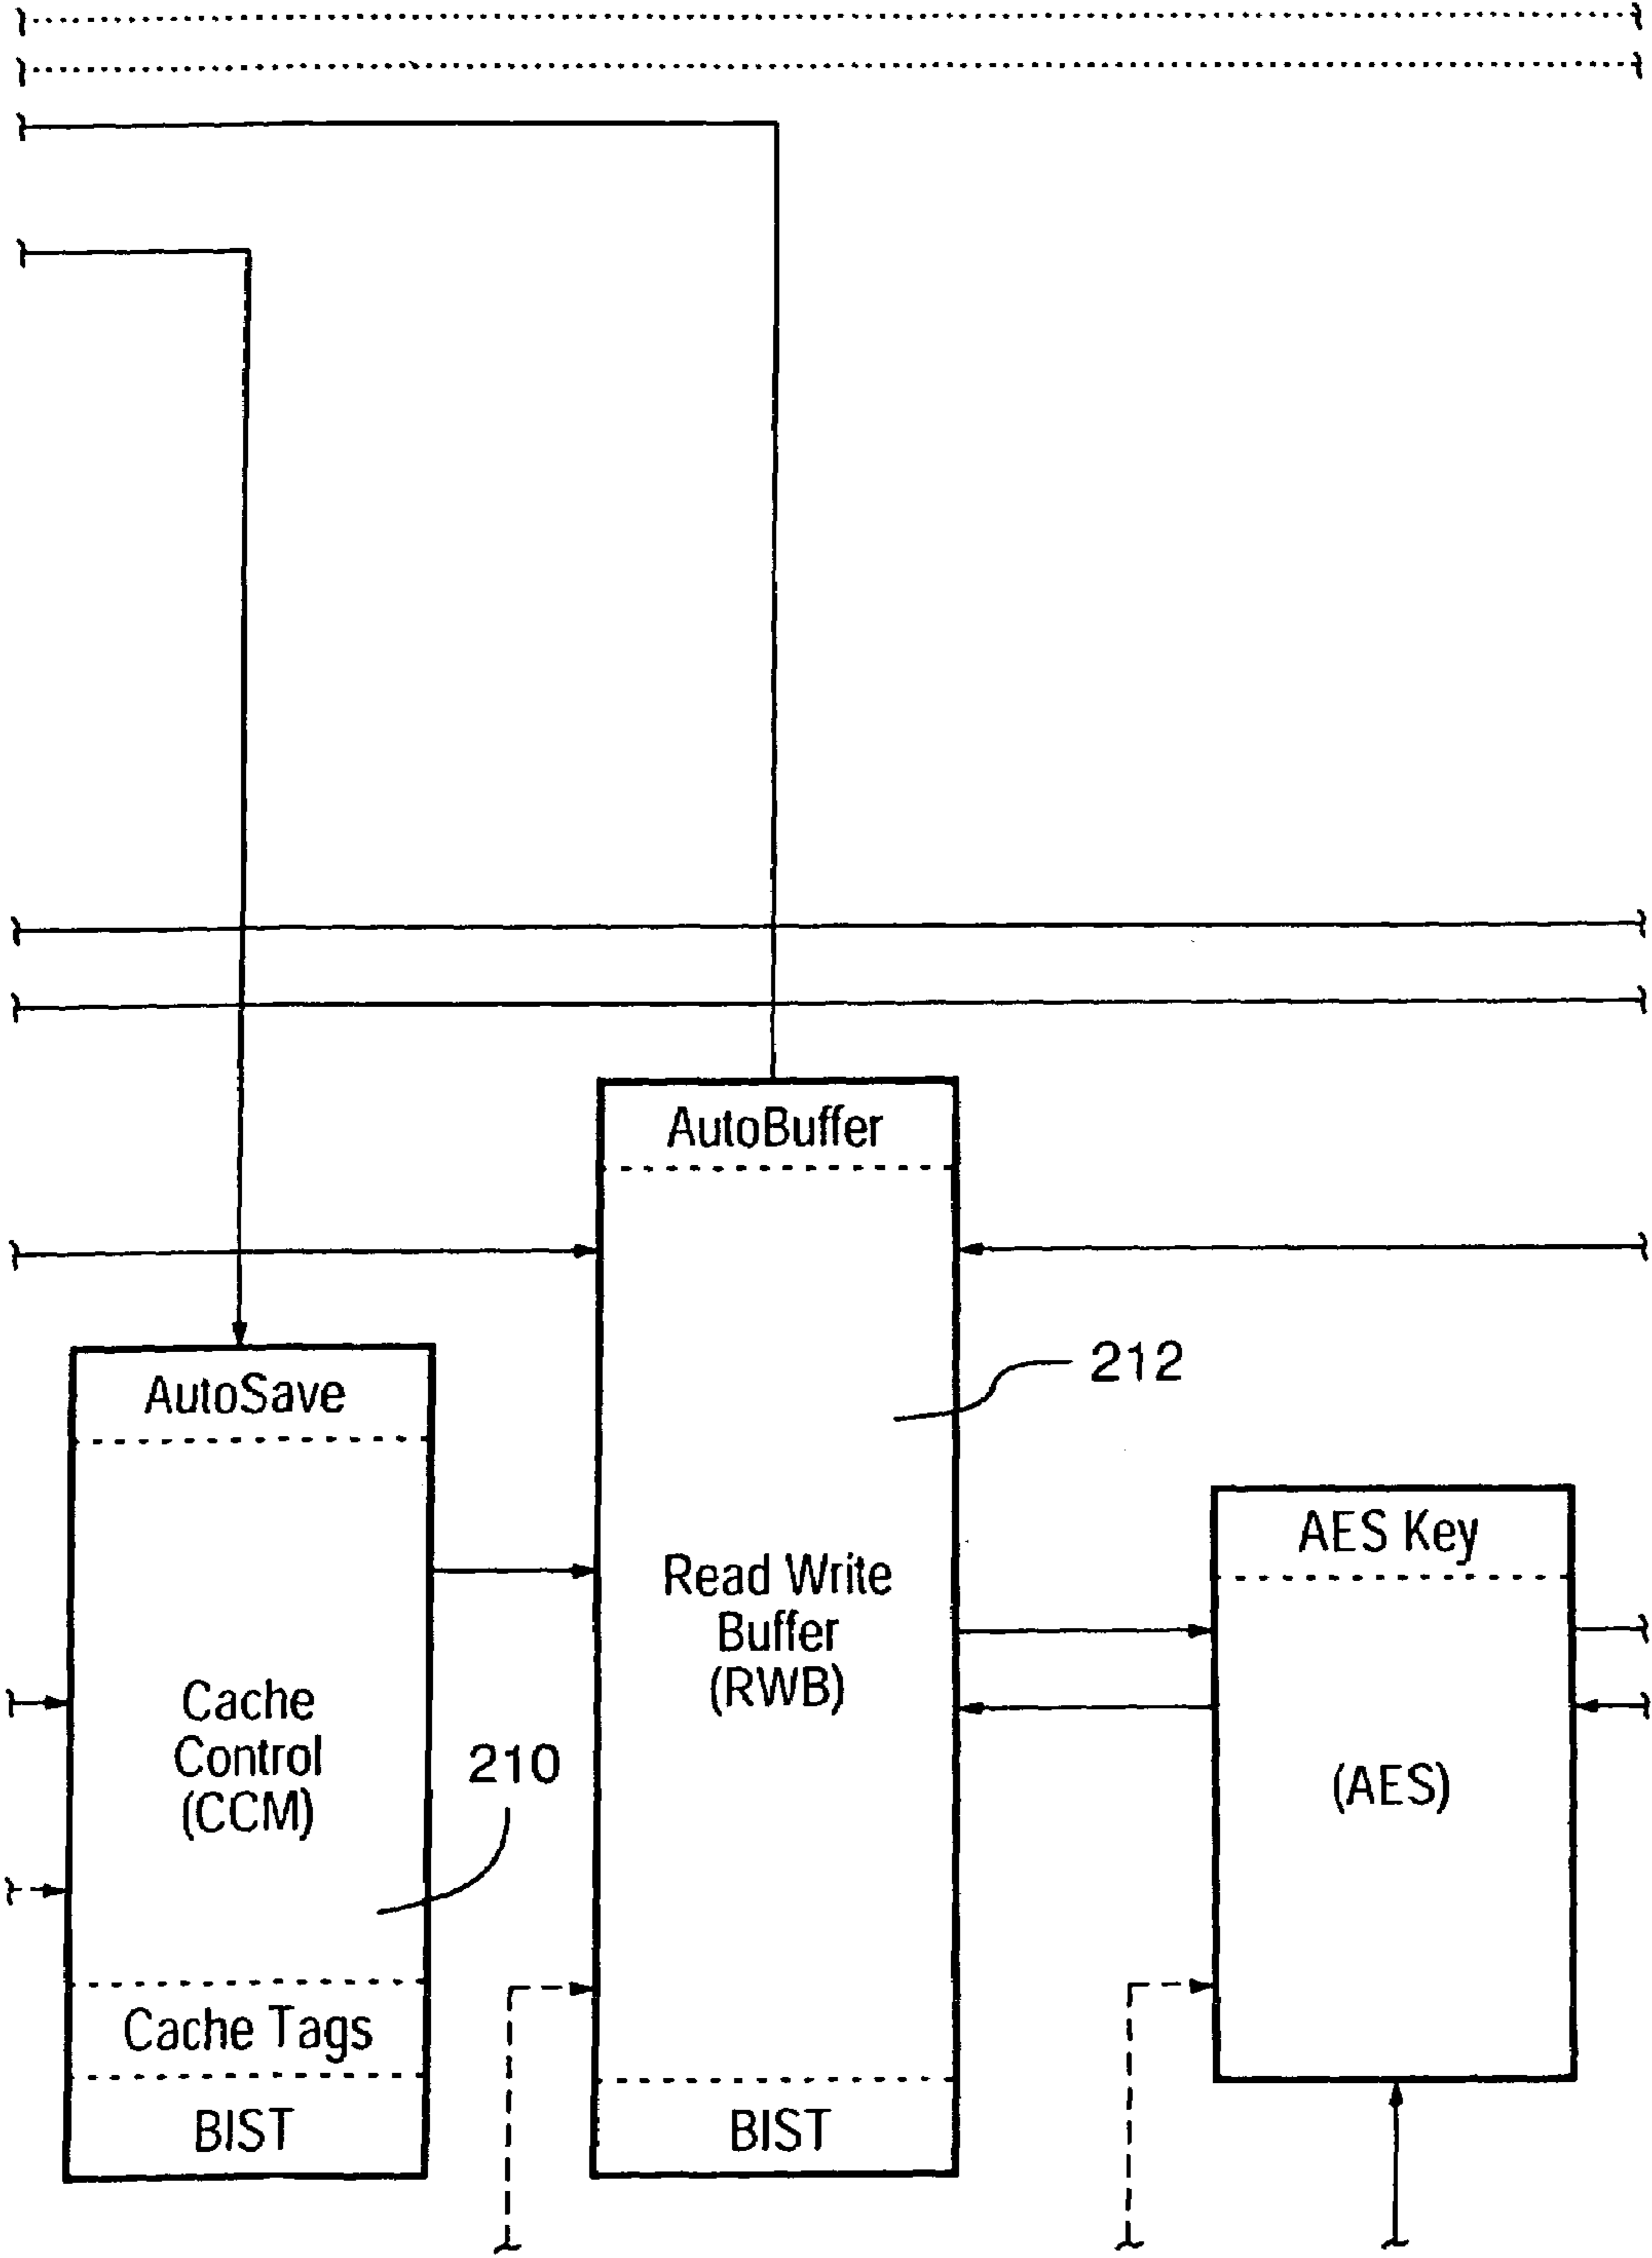 AutoBuffer
212
AutoSave
AES Key
Read Write
Buffer
(RWB)
Cache
Control
(CCM)
210
(AES)
Cache Tags
BIST
BIST